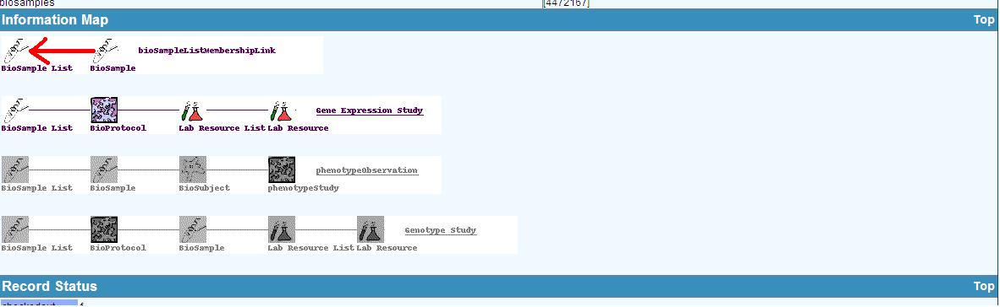 biosamples [4472167]
Information Map Top
bioSampleListMembershipLink
BioSample List BioSample
Gene Expression Study
BioSample List BioProtocol Lab Resource List Lab Resource
phenotypeObservation
BioSample List BioSample BioSubject phenotypeStudy
Genotype Study
BioSample List BioProtocol BioSample Lab Resource List Lab Resource
Record Status Top